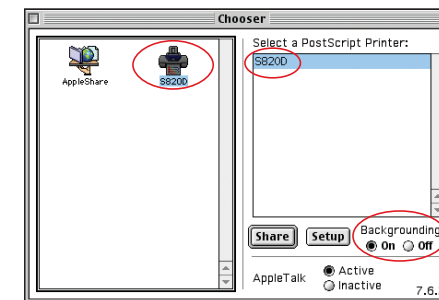 Chooser
AppleShare
S820D
Select a PostScript Printer:
S820D
Share
Setup
Backgrounding
On
Off
AppleTalk
Active
Inactive
7.6.